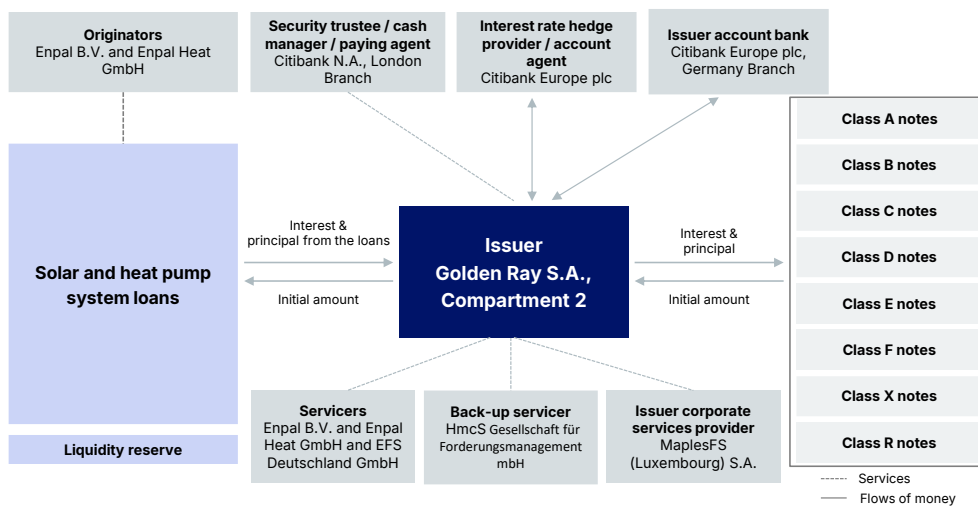 Originators
Enpal B.V. and Enpal Heat
GmbH
Security trustee / cash
manager / paying agent
Citibank N.A., London
Branch
Interest rate hedge
provider / account
agent
Citibank Europe plc
Issuer account bank
Citibank Europe plc,
Germany Branch
Solar and heat pump
system loans
Liquidity reserve
Interest &
principal from the loans
Initial amount
Issuer
Golden Ray S.A.,
Compartment 2
Interest &
principal
Initial amount
Class A notes
Class B notes
Class C notes
Class D notes
Class E notes
Class F notes
Class X notes
Class R notes
Servicers
Enpal B.V. and Enpal
Heat GmbH and EFS
Deutschland GmbH
Back-up servicer
HmcS Gesellschaft für
Forderungsmanagement
mbH
Issuer corporate
services provider
MaplesFS
(Luxembourg) S.A.
Services
Flows of money